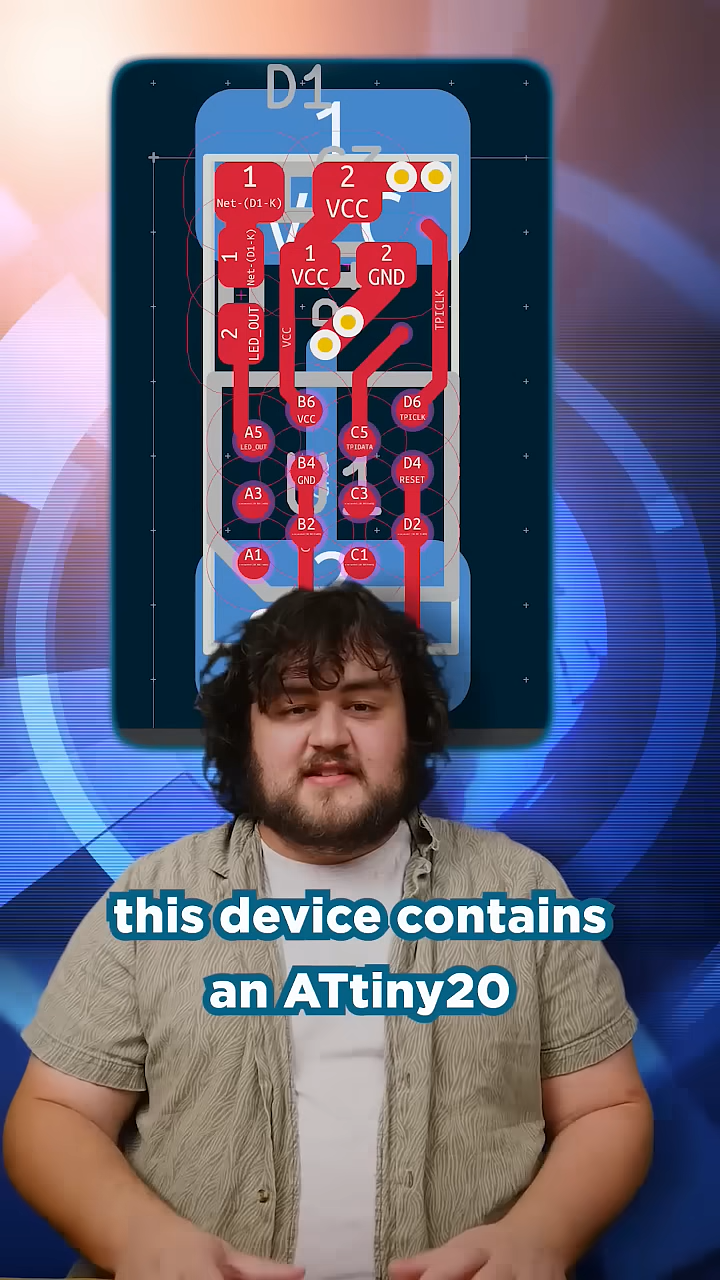 D1
1
1
Net-(D1-K)
2
VCC
1
Net-(D1-K)
1
VCC
2
GND
2
LED_OUT
VCC
TPICLK
B6
VCC
D6
TPICLK
A5
LED_OUT
C5
TPIDATA
B4
GND
D4
RESET
A3
C3
B2
D2
A1
C1
2
this device contains
an ATtiny20